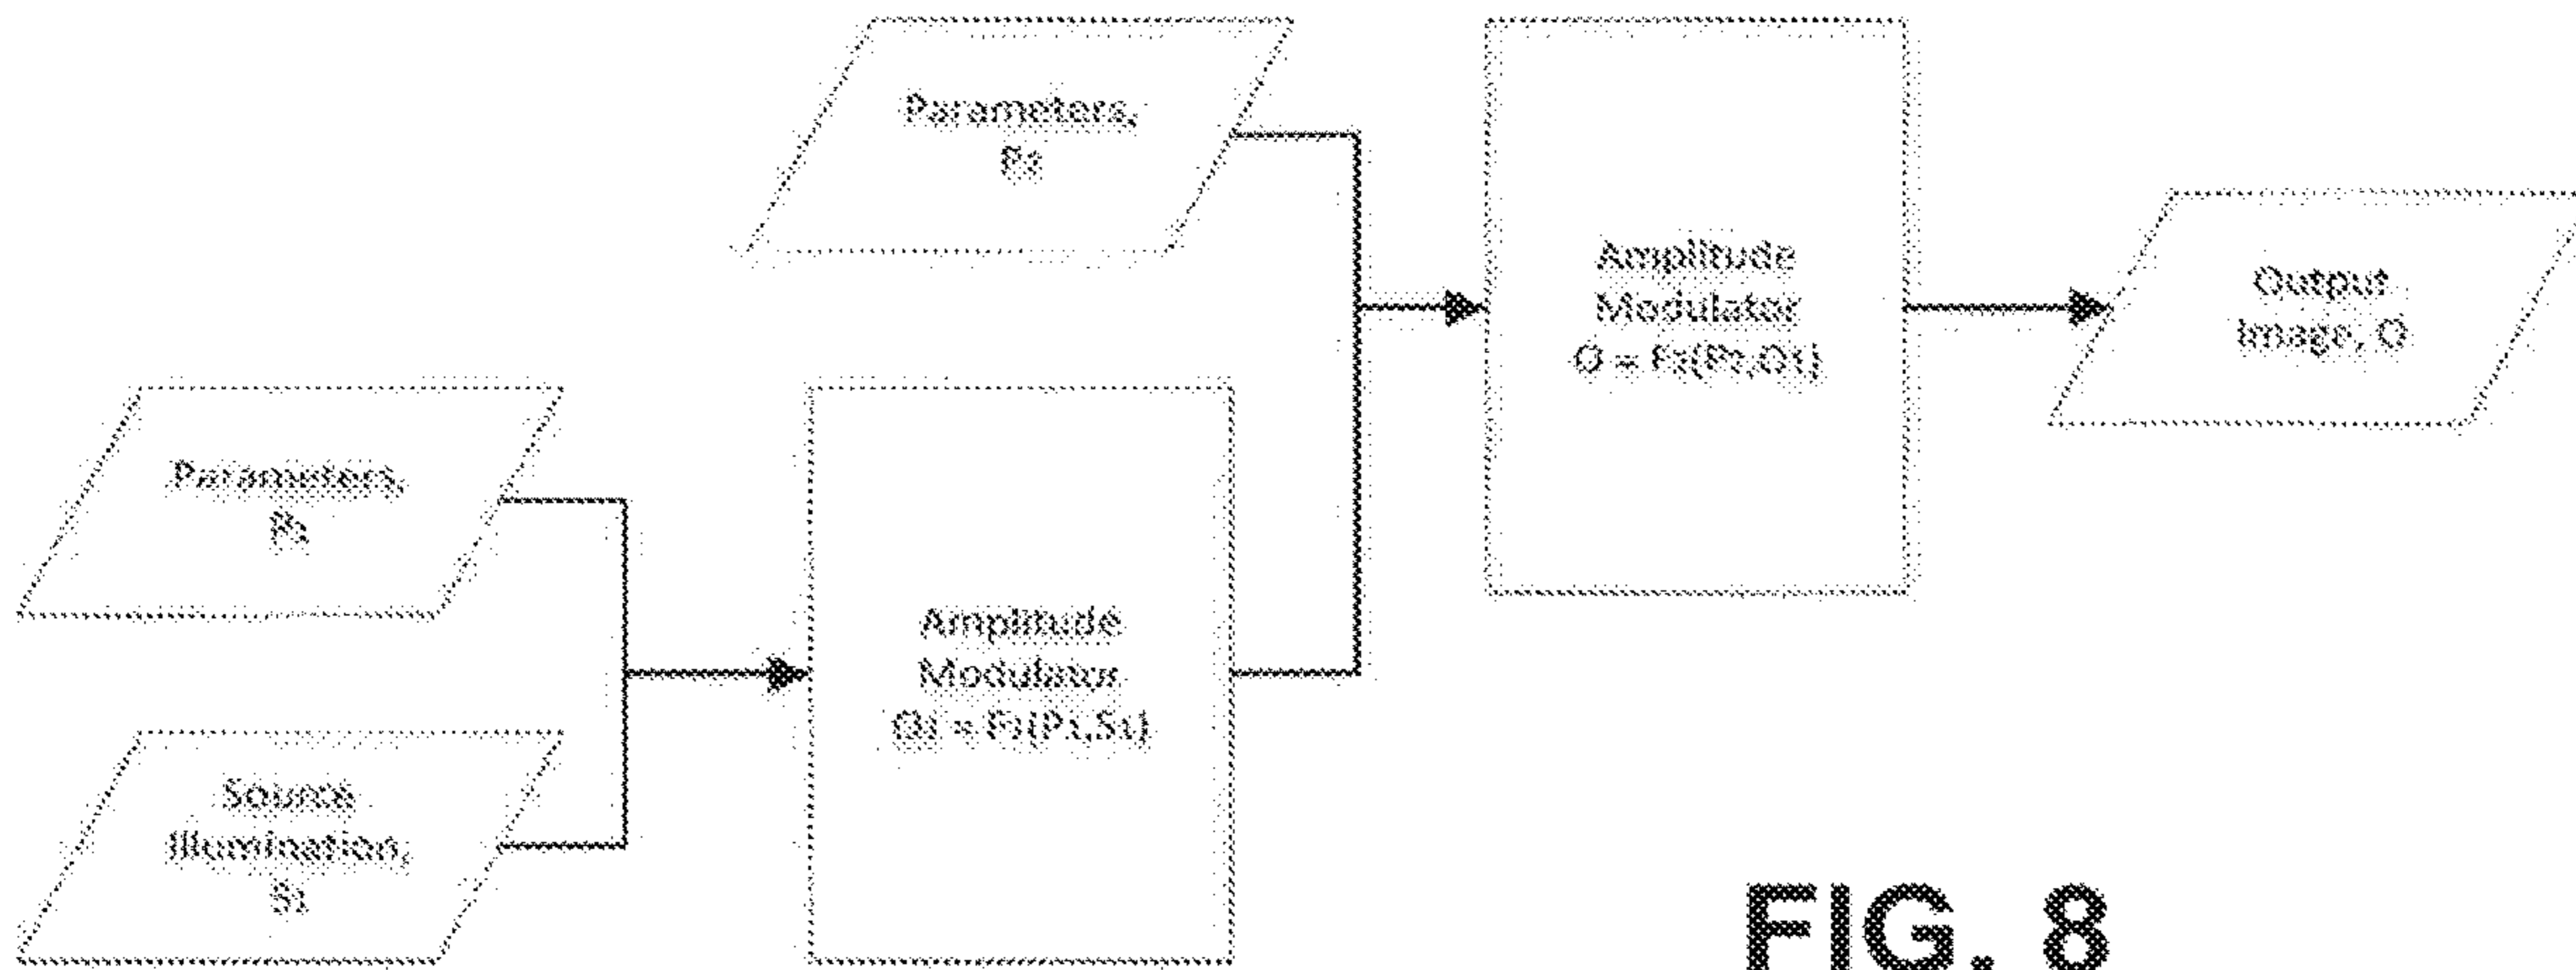 Parameters,
P2
Amplitude
Modulator
O = F2(P2,O1)
Output
Image, O
Parameters,
P1
Amplitude
Modulator
O1 = F1(P1,S1)
Source
Illumination,
S1
FIG. 8